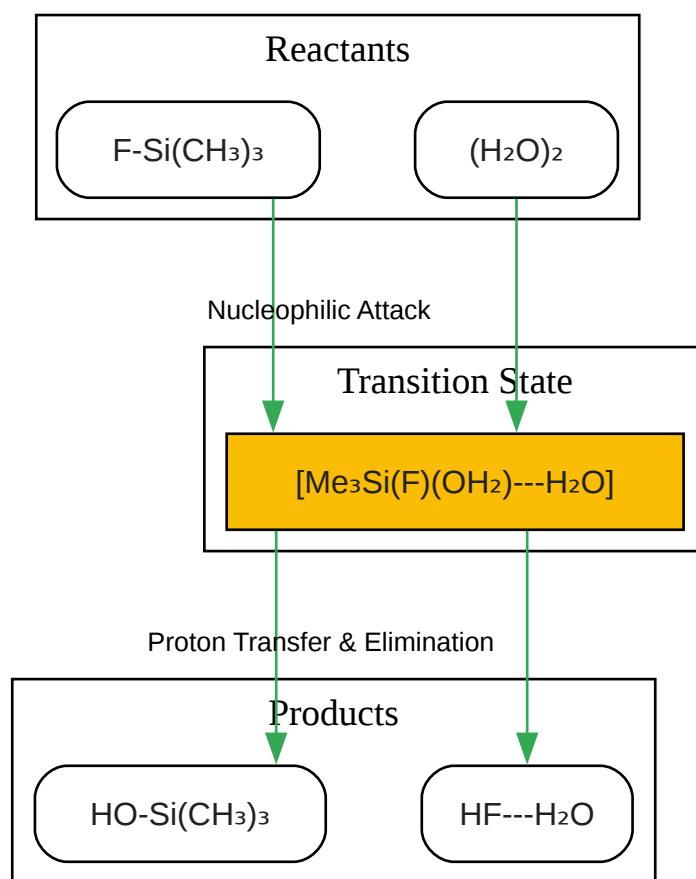 Reactants
F-Si(CH₃)₃
(H₂O)₂
Nucleophilic Attack
Transition State
[Me₃Si(F)(OH₂)---H₂O]
Proton Transfer & Elimination
Products
HO-Si(CH₃)₃
HF---H₂O